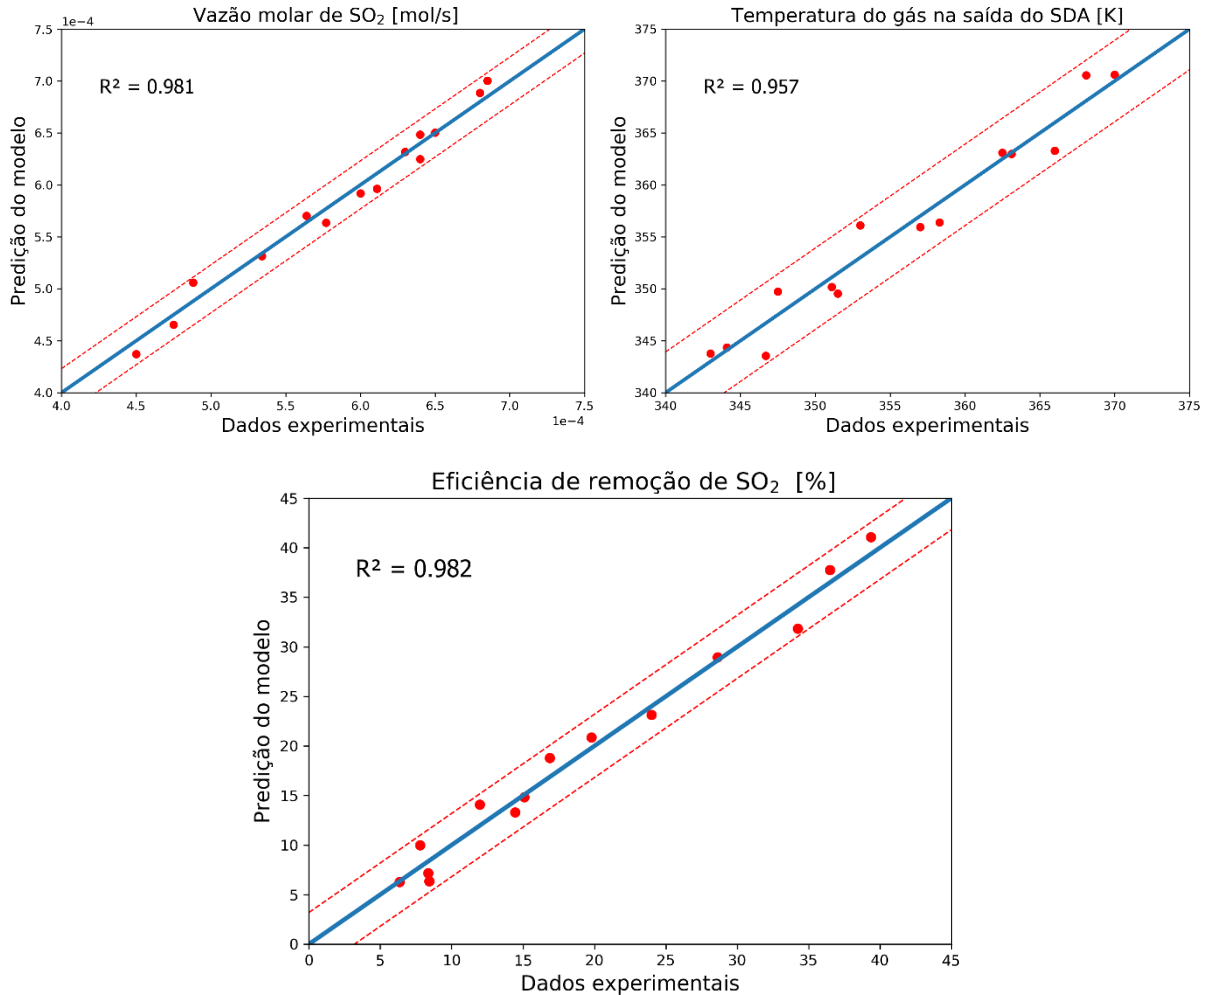 Vazão molar de SO₂ [mol/s]
1e−4
7.5
7.0
6.5
6.0
5.5
5.0
4.5
4.0
R² = 0.981
Predição do modelo
4.0 4.5 5.0 5.5 6.0 6.5 7.0 7.5
1e−4
Dados experimentais
Temperatura do gás na saída do SDA [K]
375
370
365
360
355
350
345
340
R² = 0.957
Predição do modelo
340 345 350 355 360 365 370 375
Dados experimentais
Eficiência de remoção de SO₂ [%]
45
40
35
30
25
20
15
10
5
0
R² = 0.982
Predição do modelo
0 5 10 15 20 25 30 35 40 45
Dados experimentais